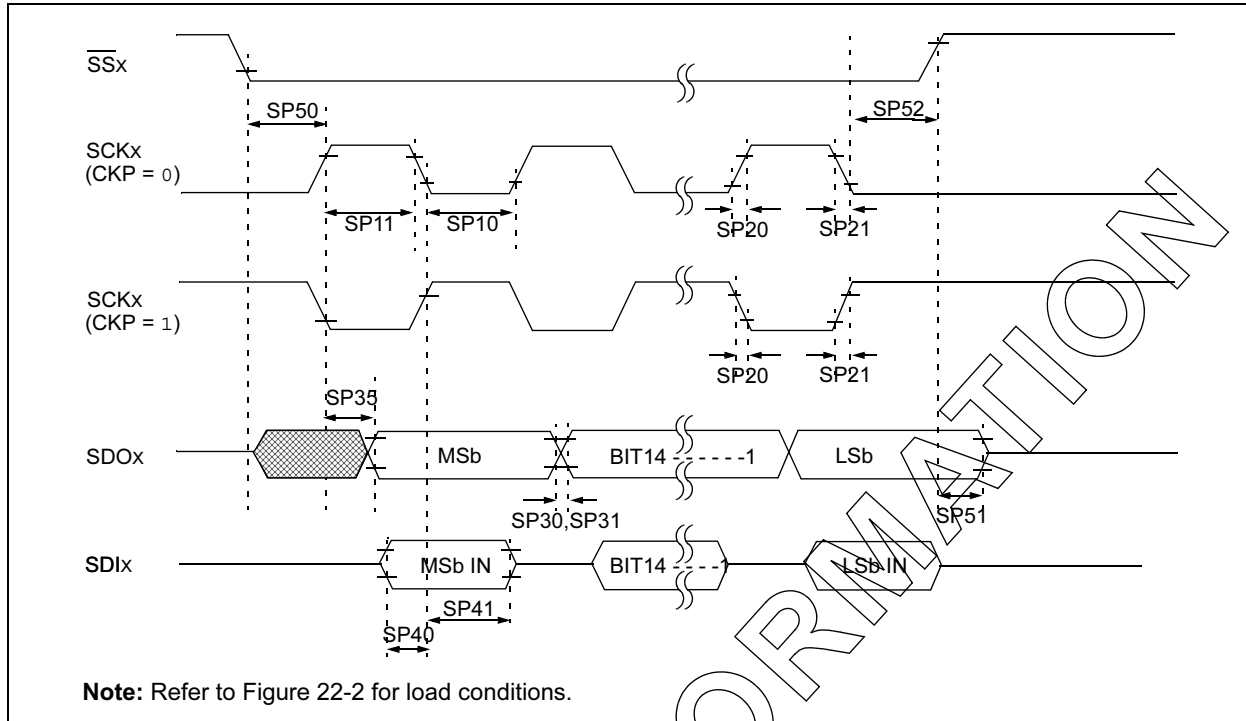 SSx
SP50
SP52
SCKx
(CKP = 0)
SP11
SP10
SP20
SP21
SCKx
(CKP = 1)
SP20
SP21
SP35
SDOx
MSb
BIT14 - - - - - -1
LSb
SP30,SP31
SP51
SDIx
MSb IN
BIT14 - - - - -1
LSb IN
SP41
SP40
Note: Refer to Figure 22-2 for load conditions.
ORMATION